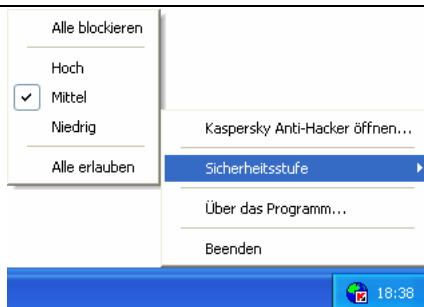 Alle blockieren
Hoch
Mittel
Niedrig
Alle erlauben
Kaspersky Anti-Hacker öffnen...
Sicherheitsstufe
Über das Programm...
Beenden
18:38